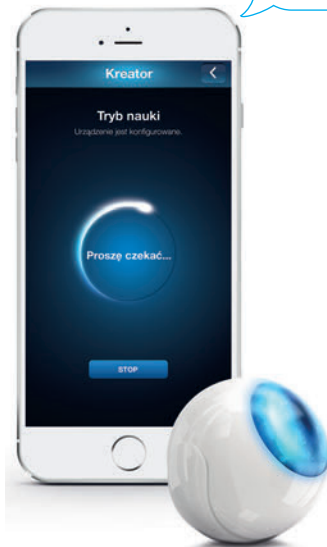 Kreator
Tryb nauki
Urządzenie jest konfigurowane.
Proszę czekać...
STOP